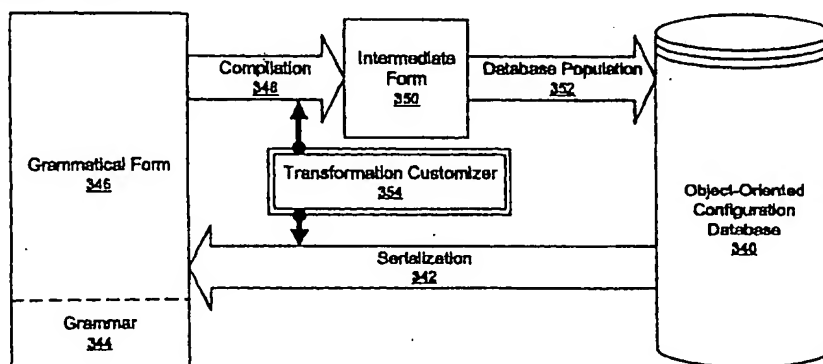 Compilation
348
Intermediate
Form
350
Database Population
352
Grammatical Form
346
Transformation Customizer
354
Object-Oriented
Configuration
Database
340
Serialization
342
Grammar
344